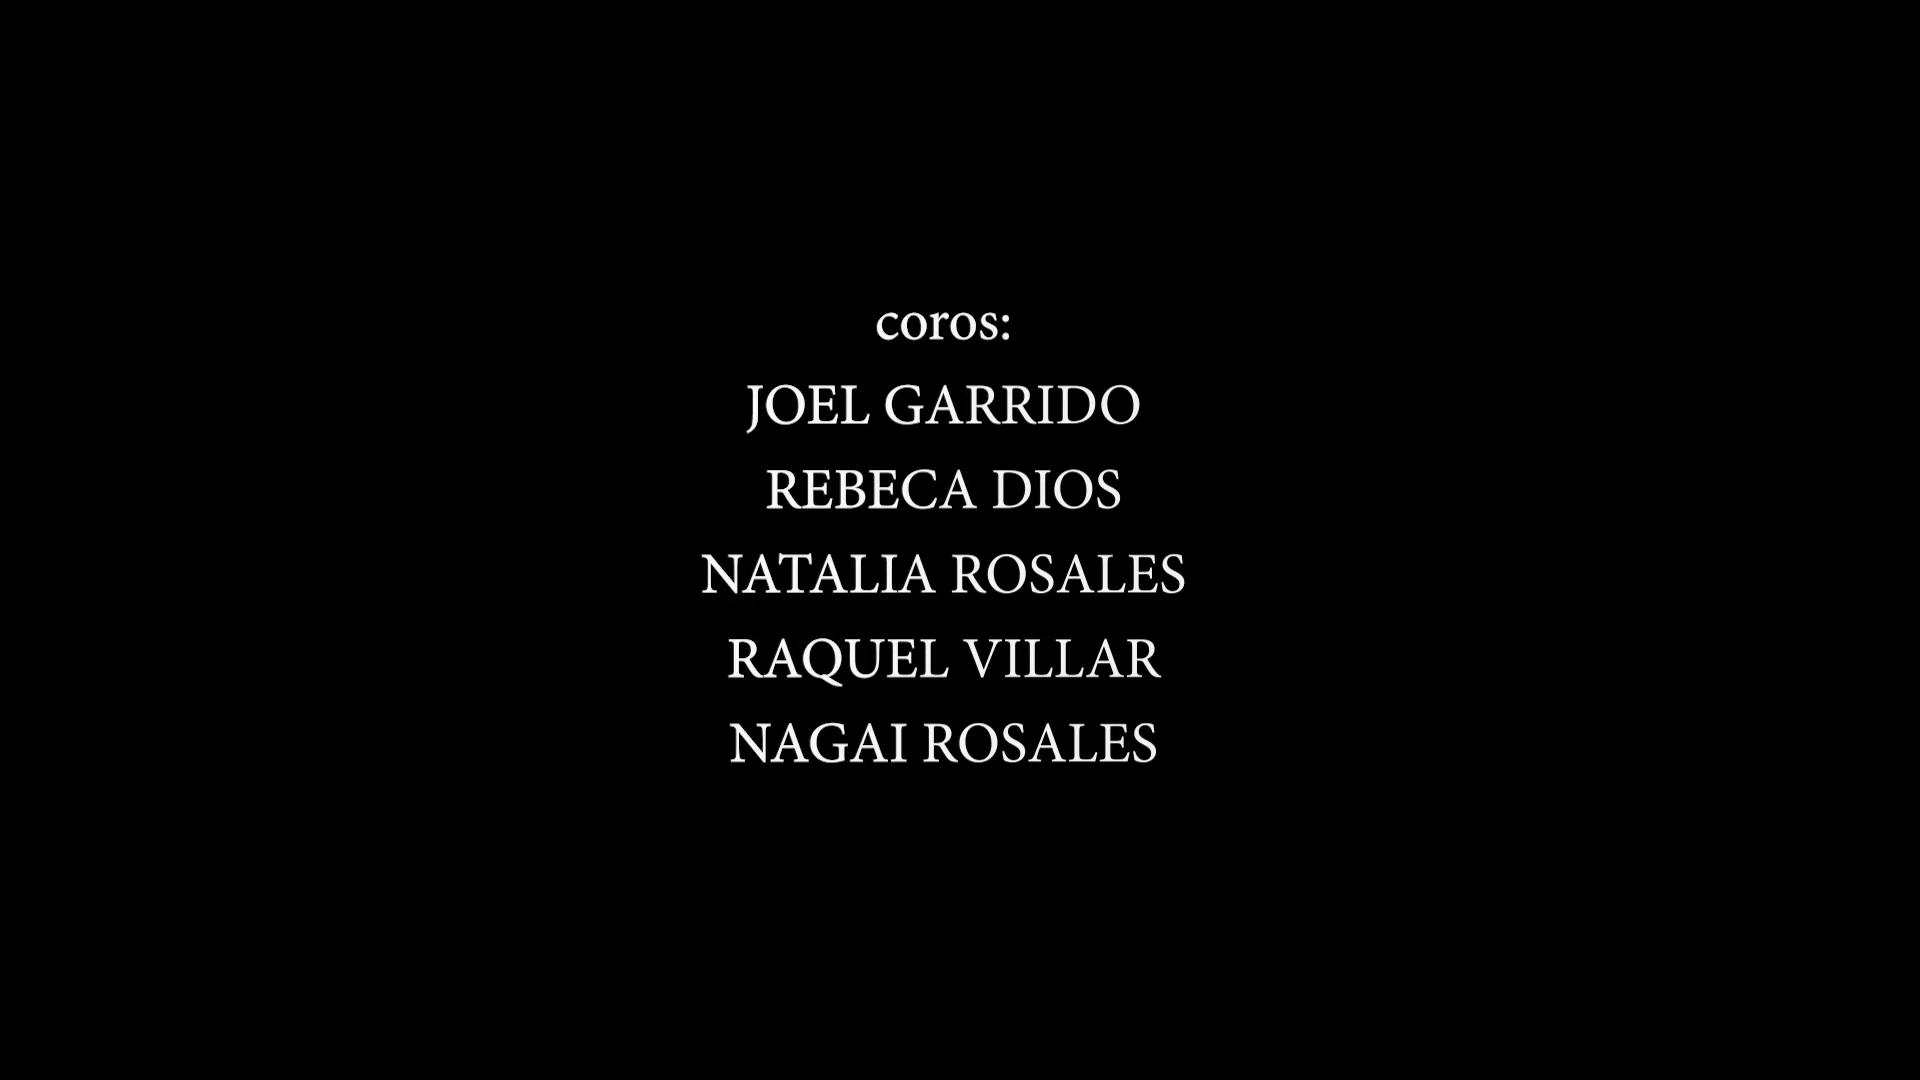 coros:
JOEL GARRIDO
REBECA DIOS
NATALIA ROSALES
RAQUEL VILLAR
NAGAI ROSALES